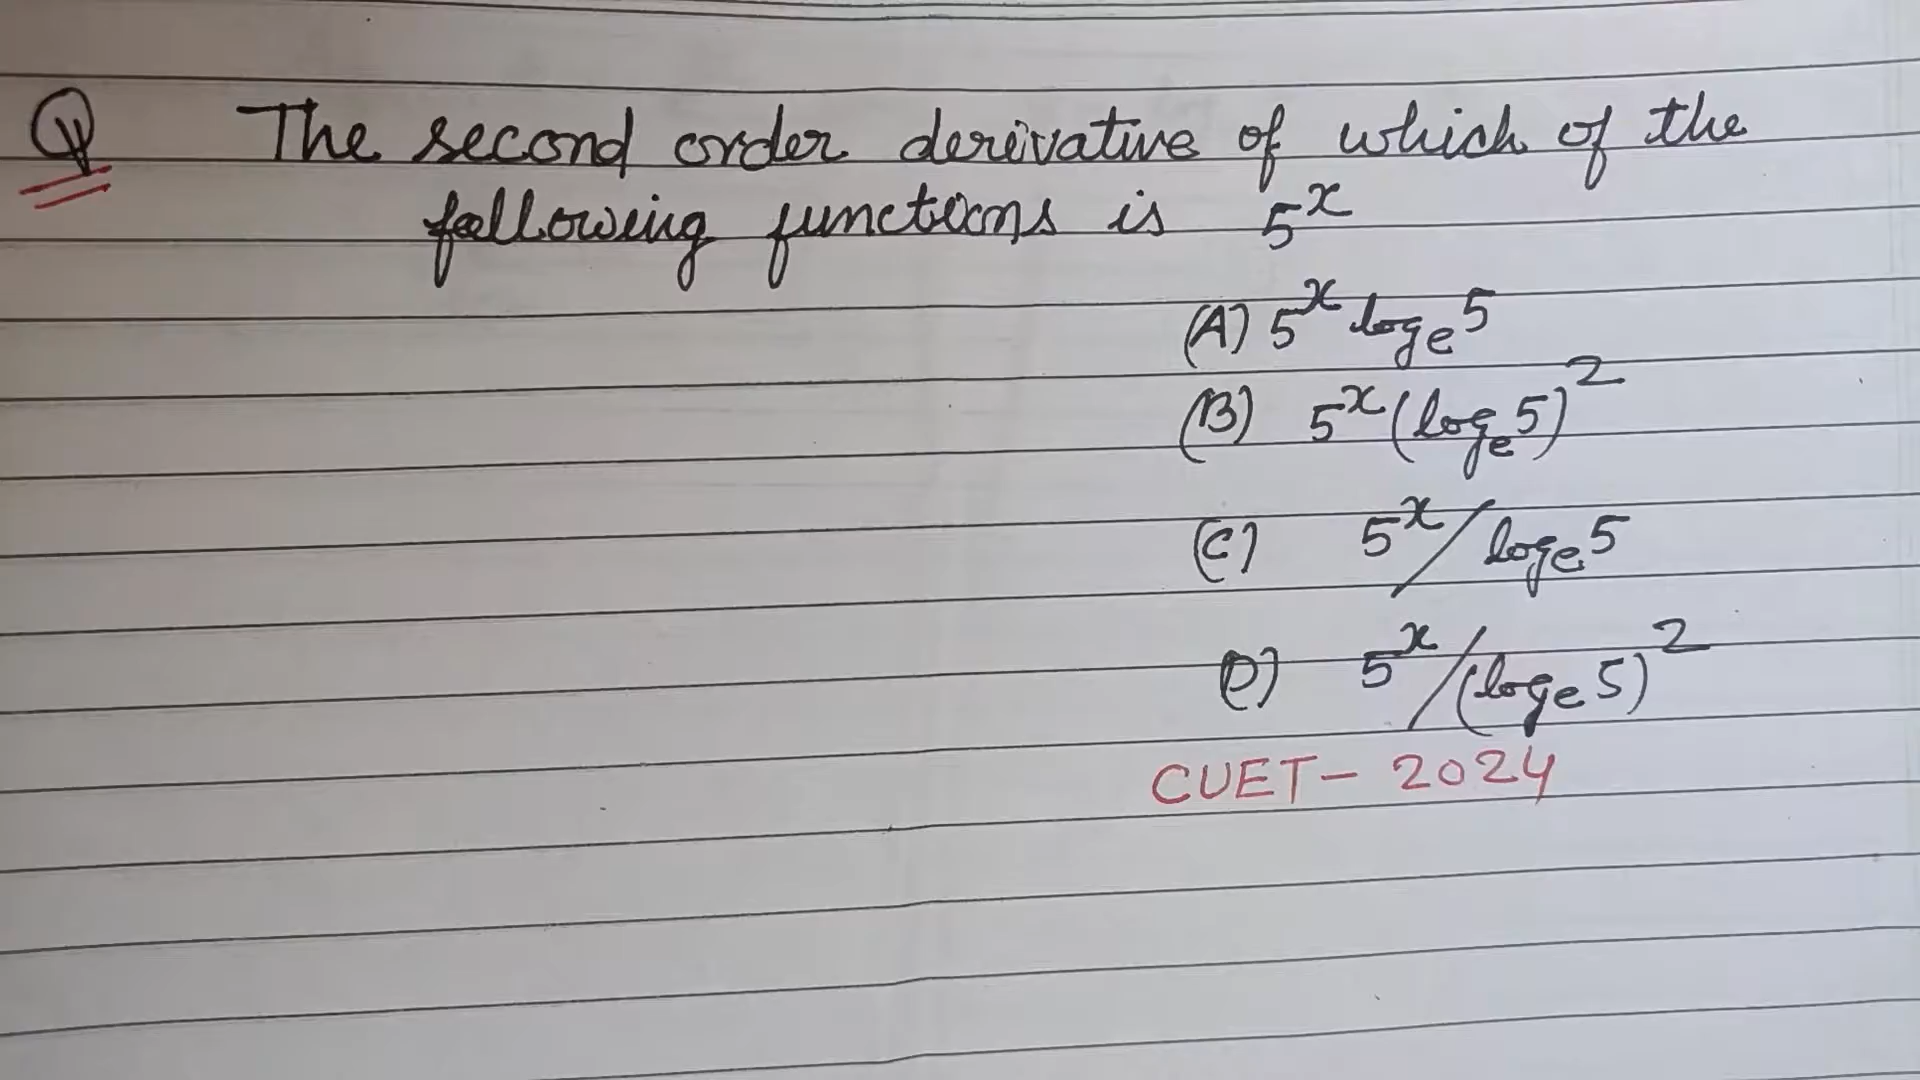 Q The second order derivative of which of the
following functions is 5^x
(A) 5^x log_e 5
(B) 5^x (log_e 5)^2
(C) 5^x / log_e 5
(D) 5^x / (log_e 5)^2
CUET - 2024